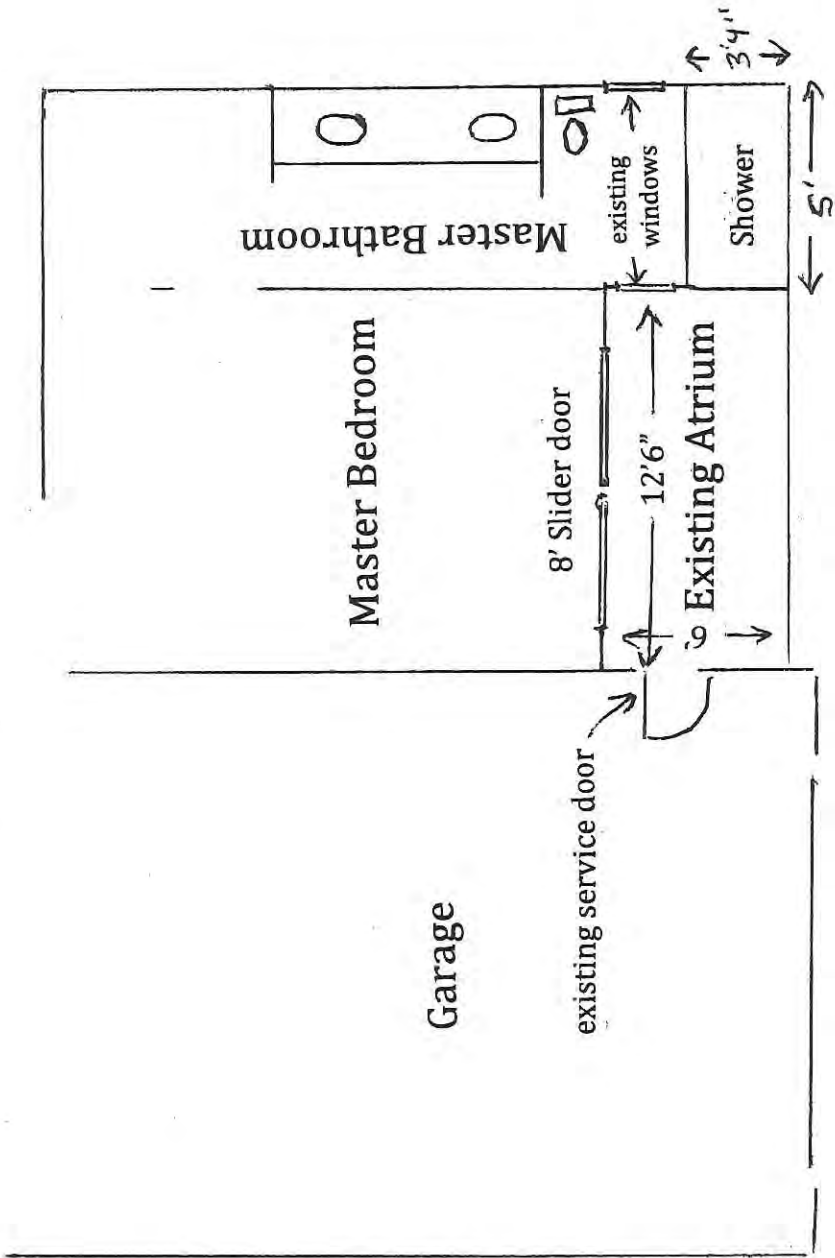 Master Bathroom
existing
windows
Shower
3'4"
5'
Master Bedroom
8' Slider door
12'6"
Existing Atrium
6'
existing service door
Garage